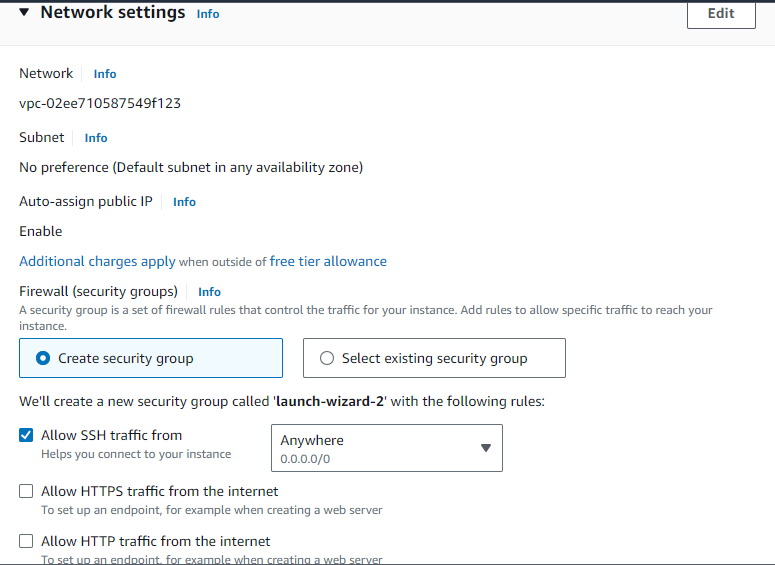 Network settings Info Edit
Network Info
vpc-02ee710587549f123
Subnet Info
No preference (Default subnet in any availability zone)
Auto-assign public IP Info
Enable
Additional charges apply when outside of free tier allowance
Firewall (security groups) Info
A security group is a set of firewall rules that control the traffic for your instance. Add rules to allow specific traffic to reach your
instance.
Create security group Select existing security group
We'll create a new security group called 'launch-wizard-2' with the following rules:
Allow SSH traffic from Anywhere
Helps you connect to your instance 0.0.0.0/0
Allow HTTPS traffic from the internet
To set up an endpoint, for example when creating a web server
Allow HTTP traffic from the internet
To set up an endpoint, for example when creating a web server